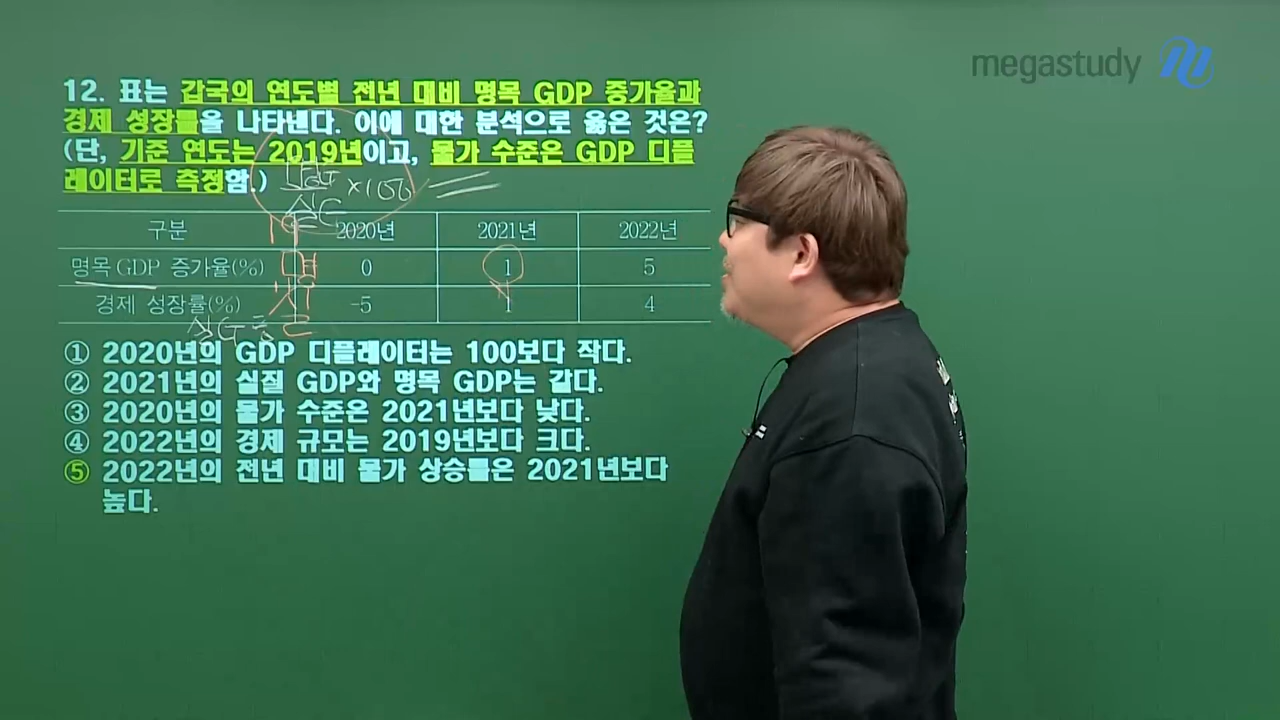 megastudy
12. 표는 갑국의 연도별 전년 대비 명목 GDP 증가율과
경제 성장률을 나타낸다. 이에 대한 분석으로 옳은 것은?
(단, 기준 연도는 2019년이고, 물가 수준은 GDP 디플
레이터로 측정함.)
×100
구분 2020년 2021년 2022년
명목 GDP 증가율(%) 0 1 5
경제 성장률(%) -5 1 4
① 2020년의 GDP 디플레이터는 100보다 작다.
② 2021년의 실질 GDP와 명목 GDP는 같다.
③ 2020년의 물가 수준은 2021년보다 낮다.
④ 2022년의 경제 규모는 2019년보다 크다.
⑤ 2022년의 전년 대비 물가 상승률은 2021년보다
높다.